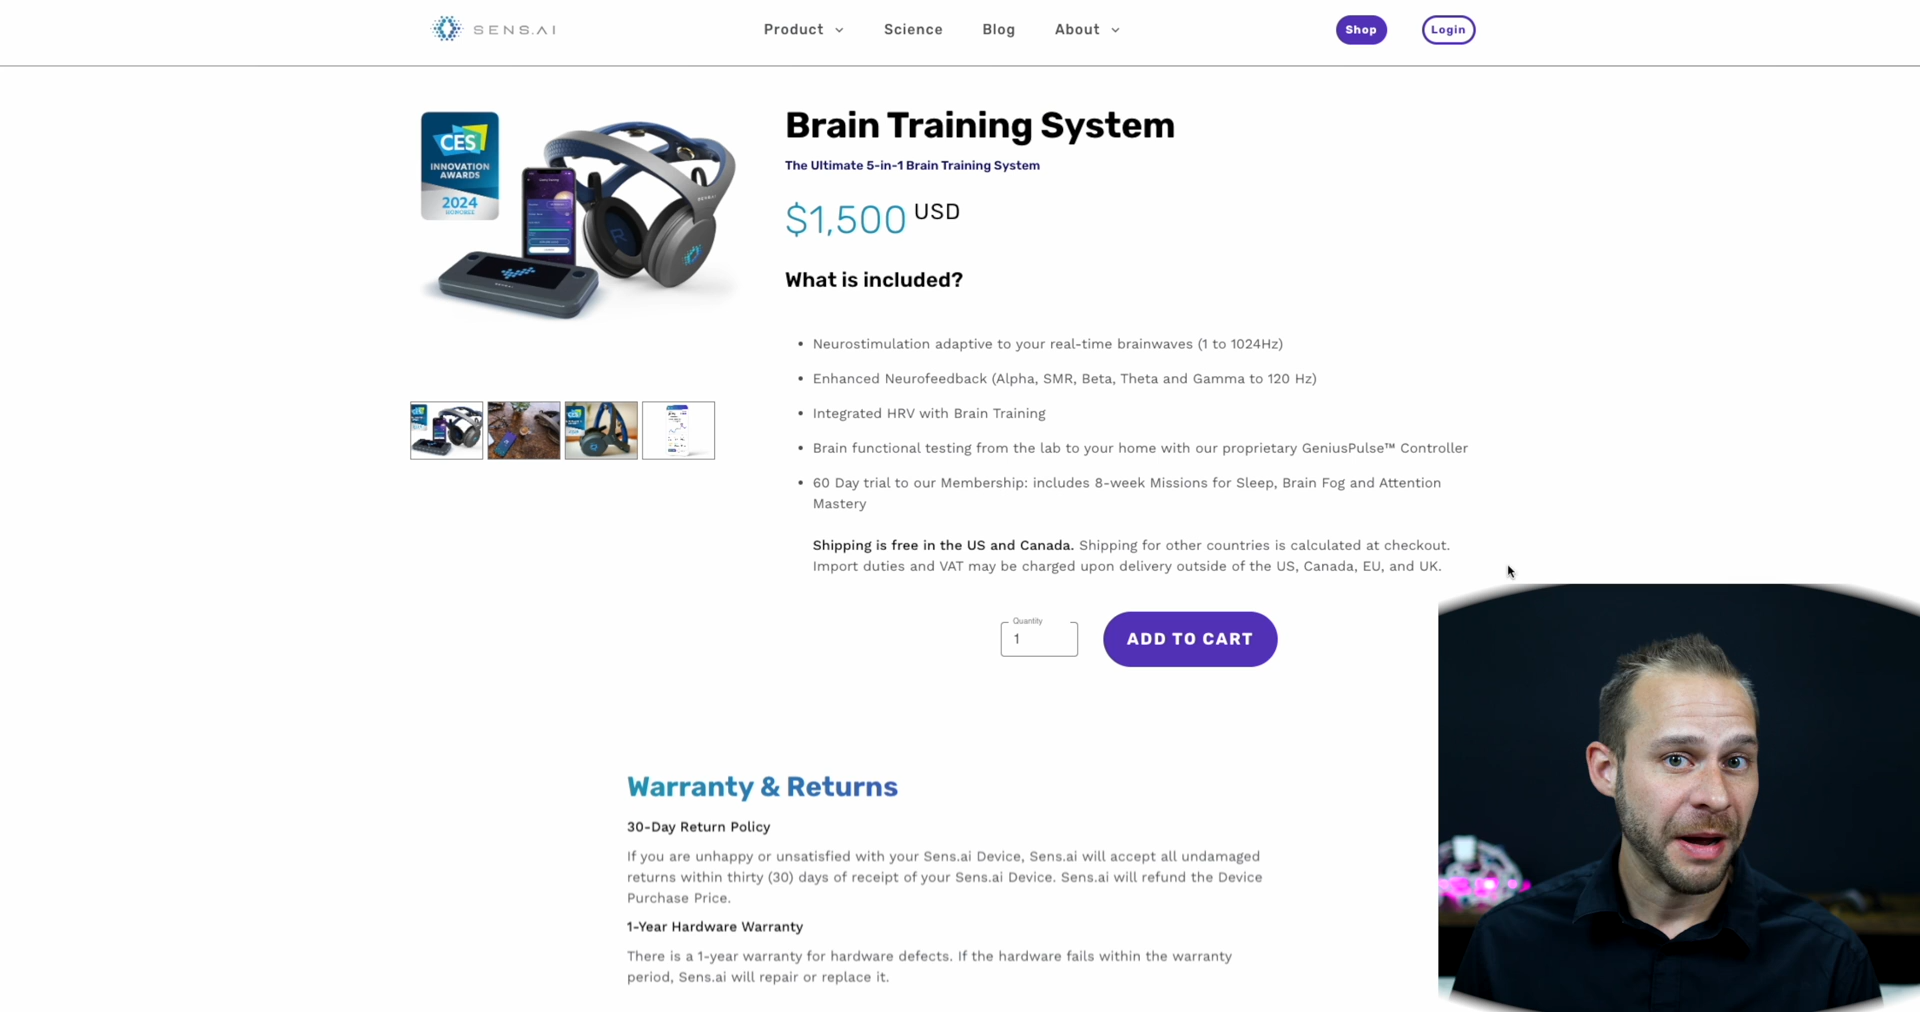 SENS.AI
Product
Science
Blog
About
Shop
Login
CES
INNOVATION
AWARDS
2024
HONOREE
SENS.AI
R
SENS.AI
Brain Training System
The Ultimate 5-in-1 Brain Training System
$1,500 USD
What is included?
• Neurostimulation adaptive to your real-time brainwaves (1 to 1024Hz)
• Enhanced Neurofeedback (Alpha, SMR, Beta, Theta and Gamma to 120 Hz)
• Integrated HRV with Brain Training
• Brain functional testing from the lab to your home with our proprietary GeniusPulse™ Controller
• 60 Day trial to our Membership: includes 8-week Missions for Sleep, Brain Fog and Attention
Mastery
Shipping is free in the US and Canada. Shipping for other countries is calculated at checkout.
Import duties and VAT may be charged upon delivery outside of the US, Canada, EU, and UK.
Quantity
1
ADD TO CART
Warranty & Returns
30-Day Return Policy
If you are unhappy or unsatisfied with your Sens.ai Device, Sens.ai will accept all undamaged
returns within thirty (30) days of receipt of your Sens.ai Device. Sens.ai will refund the Device
Purchase Price.
1-Year Hardware Warranty
There is a 1-year warranty for hardware defects. If the hardware fails within the warranty
period, Sens.ai will repair or replace it.